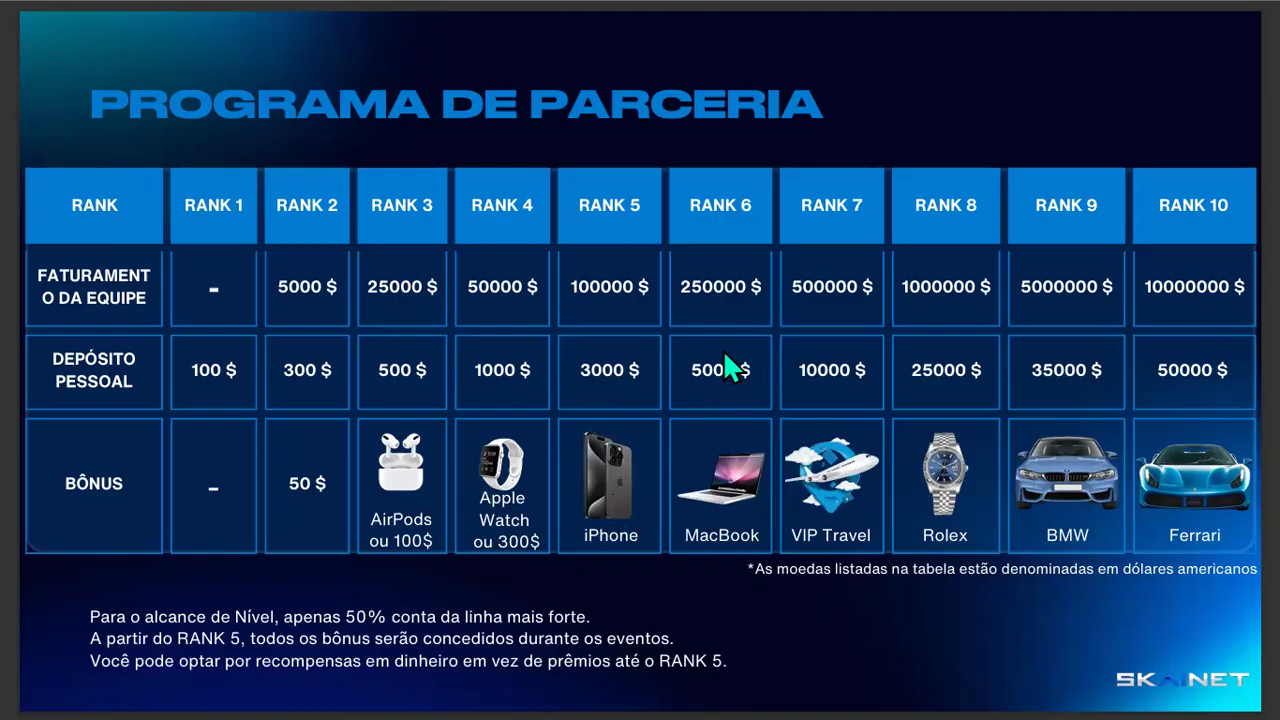 PROGRAMA DE PARCERIA
RANK RANK 1 RANK 2 RANK 3 RANK 4 RANK 5 RANK 6 RANK 7 RANK 8 RANK 9 RANK 10
FATURAMENT
O DA EQUIPE
- 5000 $ 25000 $ 50000 $ 100000 $ 250000 $ 500000 $ 1000000 $ 5000000 $ 10000000 $
DEPÓSITO
PESSOAL
100 $ 300 $ 500 $ 1000 $ 3000 $ $ 10000 $ 25000 $ 35000 $ 50000 $
BÔNUS
- 50 $
AirPods
ou 100$
Apple
Watch
ou 300$
iPhone
MacBook
VIP Travel
Rolex
BMW
Ferrari
*As moedas listadas na tabela estão denominadas em dólares americanos
Para o alcance de Nível, apenas 50% conta da linha mais forte.
A partir do RANK 5, todos os bônus serão concedidos durante os eventos.
Você pode optar por recompensas em dinheiro em vez de prêmios até o RANK 5.
SKAINET